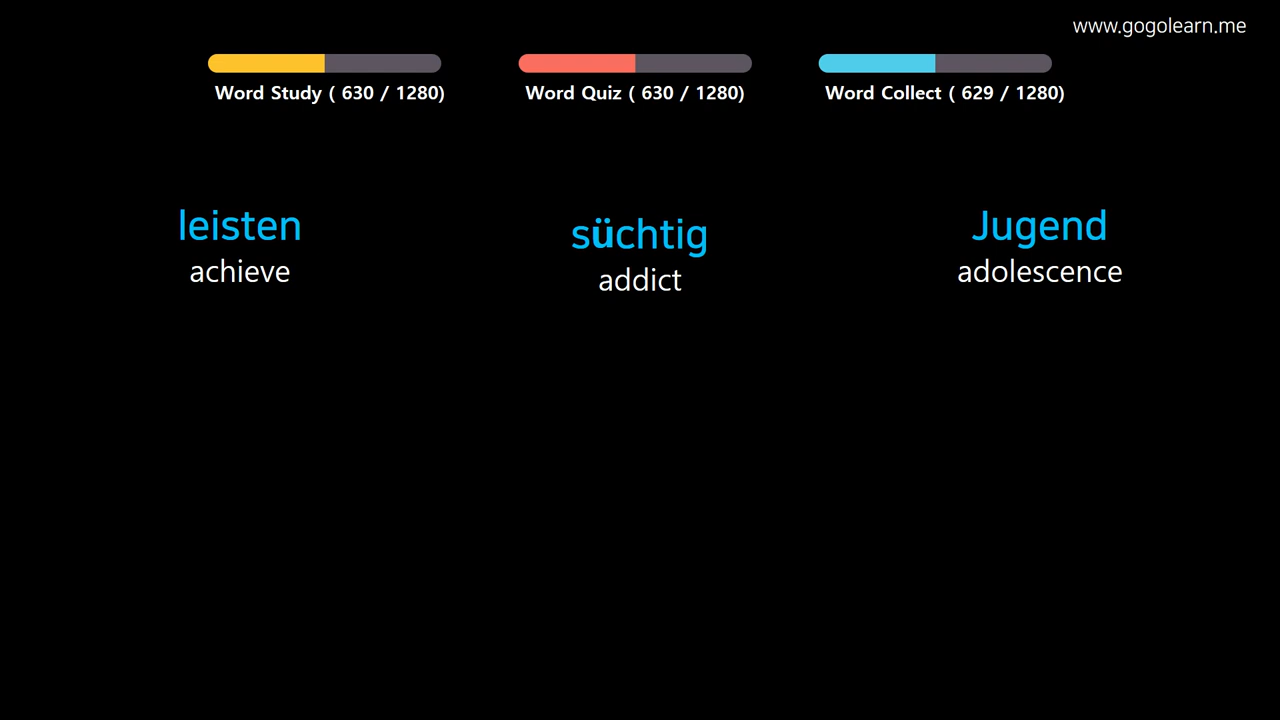 www.gogolearn.me
Word Study ( 630 / 1280)
Word Quiz ( 630 / 1280)
Word Collect ( 629 / 1280)
leisten
achieve
süchtig
addict
Jugend
adolescence